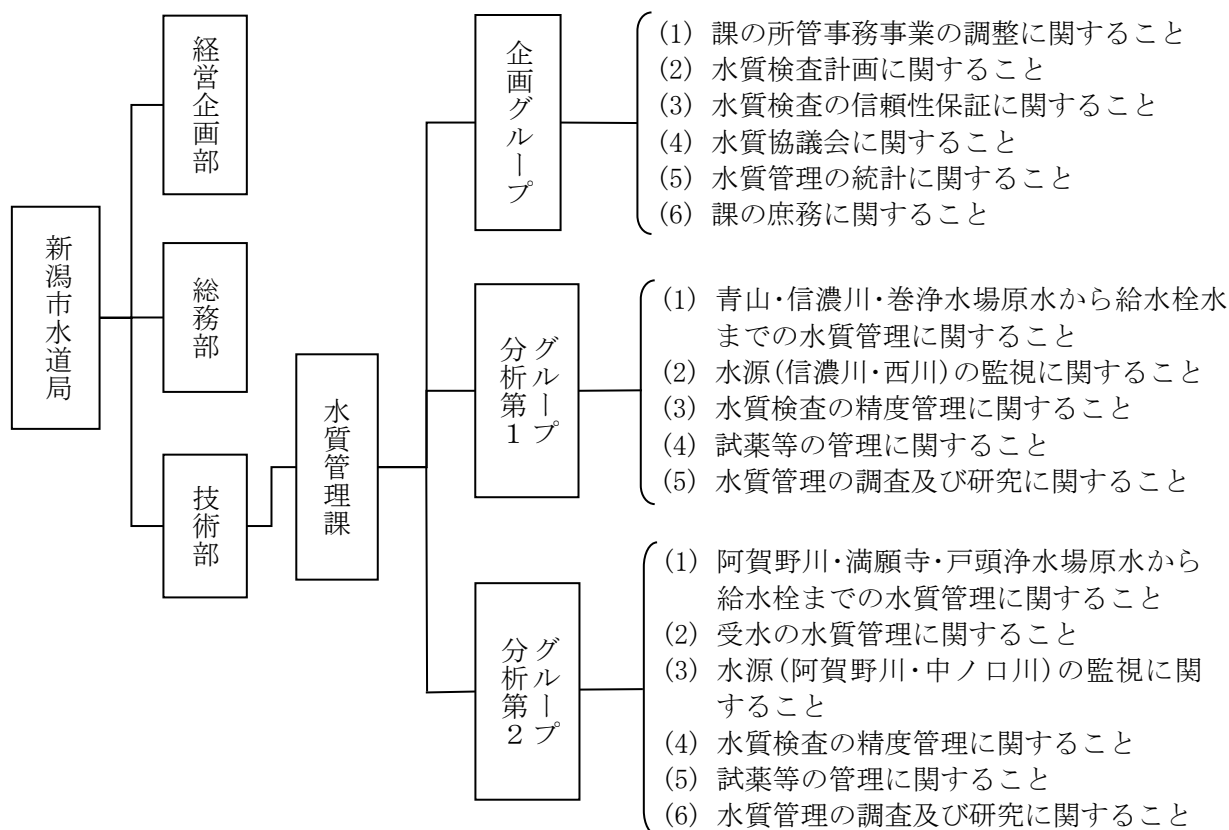 新潟市水道局
経営企画部
総務部
技術部
水質管理課
企画グループ
(1) 課の所管事務事業の調整に関すること
(2) 水質検査計画に関すること
(3) 水質検査の信頼性保証に関すること
(4) 水質協議会に関すること
(5) 水質管理の統計に関すること
(6) 課の庶務に関すること
分析第1
グループ
(1) 青山･信濃川･巻浄水場原水から給水栓水
までの水質管理に関すること
(2) 水源(信濃川･西川)の監視に関すること
(3) 水質検査の精度管理に関すること
(4) 試薬等の管理に関すること
(5) 水質管理の調査及び研究に関すること
分析第2
グループ
(1) 阿賀野川･満願寺･戸頭浄水場原水から
給水栓までの水質管理に関すること
(2) 受水の水質管理に関すること
(3) 水源(阿賀野川･中ノ口川)の監視に関
すること
(4) 水質検査の精度管理に関すること
(5) 試薬等の管理に関すること
(6) 水質管理の調査及び研究に関すること